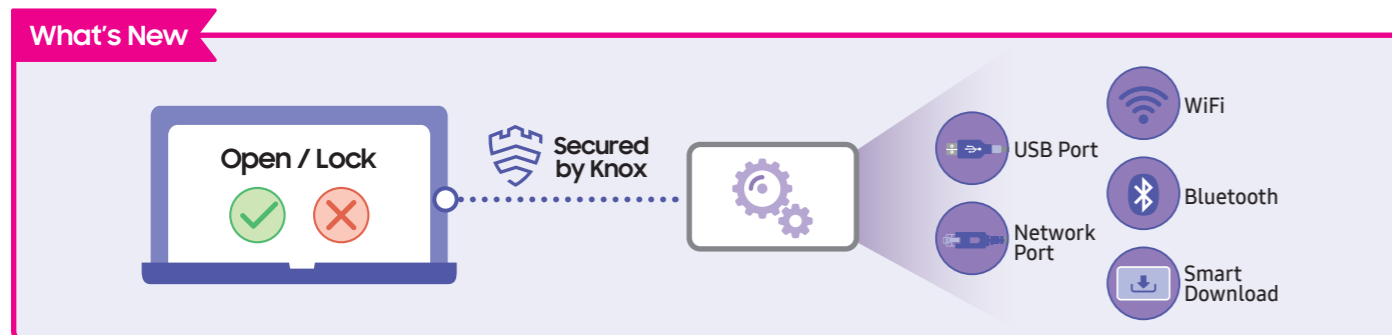 What's New
Open / Lock
Secured
by Knox
USB Port
Network
Port
WiFi
Bluetooth
Smart
Download